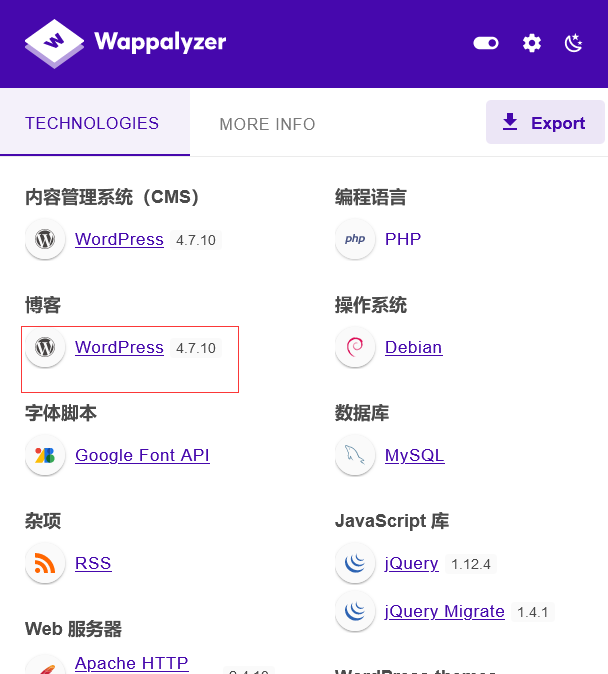 Wappalyzer
TECHNOLOGIES
MORE INFO
Export
内容管理系统（CMS）
WordPress 4.7.10
编程语言
php PHP
博客
WordPress 4.7.10
操作系统
Debian
字体脚本
Google Font API
数据库
MySQL
杂项
RSS
JavaScript 库
jQuery 1.12.4
jQuery Migrate 1.4.1
Web 服务器
Apache HTTP